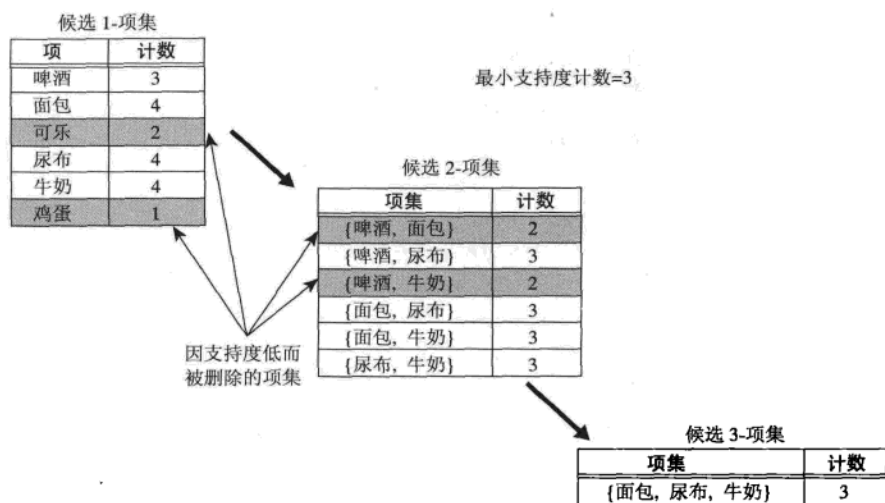 候选 1-项集
项 计数
啤酒 3
面包 4
可乐 2
尿布 4
牛奶 4
鸡蛋 1
最小支持度计数=3
候选 2-项集
项集 计数
{啤酒, 面包} 2
{啤酒, 尿布} 3
{啤酒, 牛奶} 2
{面包, 尿布} 3
{面包, 牛奶} 3
{尿布, 牛奶} 3
因支持度低而
被删除的项集
候选 3-项集
项集 计数
{面包, 尿布, 牛奶} 3